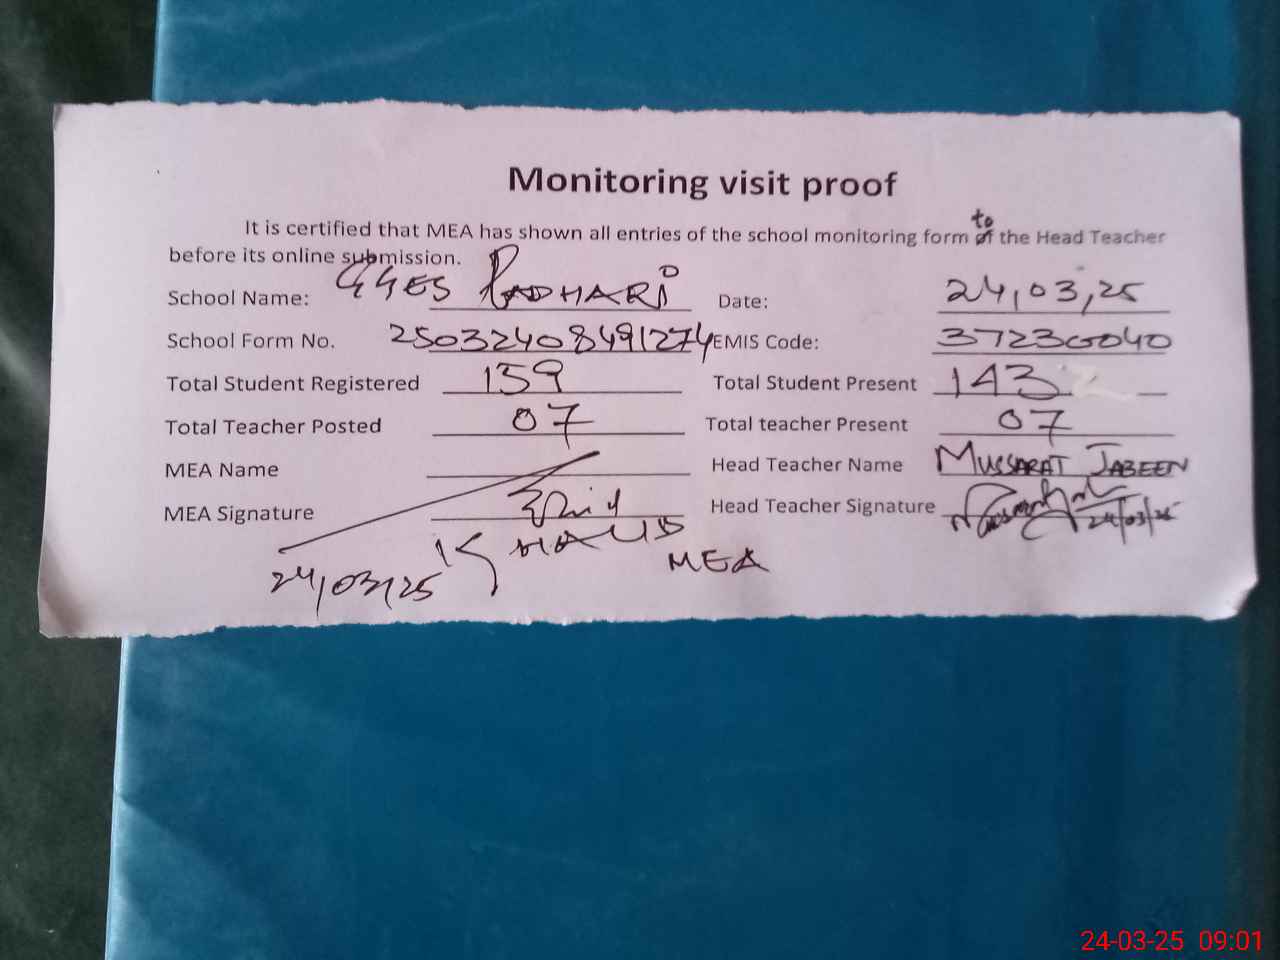 Monitoring visit proof
It is certified that MEA has shown all entries of the school monitoring form to the Head Teacher
before its online submission.
School Name: GGES PADHARI Date: 24,03,25
School Form No. 25032408491274 EMIS Code: 37230040
Total Student Registered 159 Total Student Present 143
Total Teacher Posted 07 Total teacher Present 07
MEA Name Head Teacher Name MUSSARAT JABEEN
MEA Signature Head Teacher Signature
24/03/25
MEA
24/03/25
24-03-25 09:01